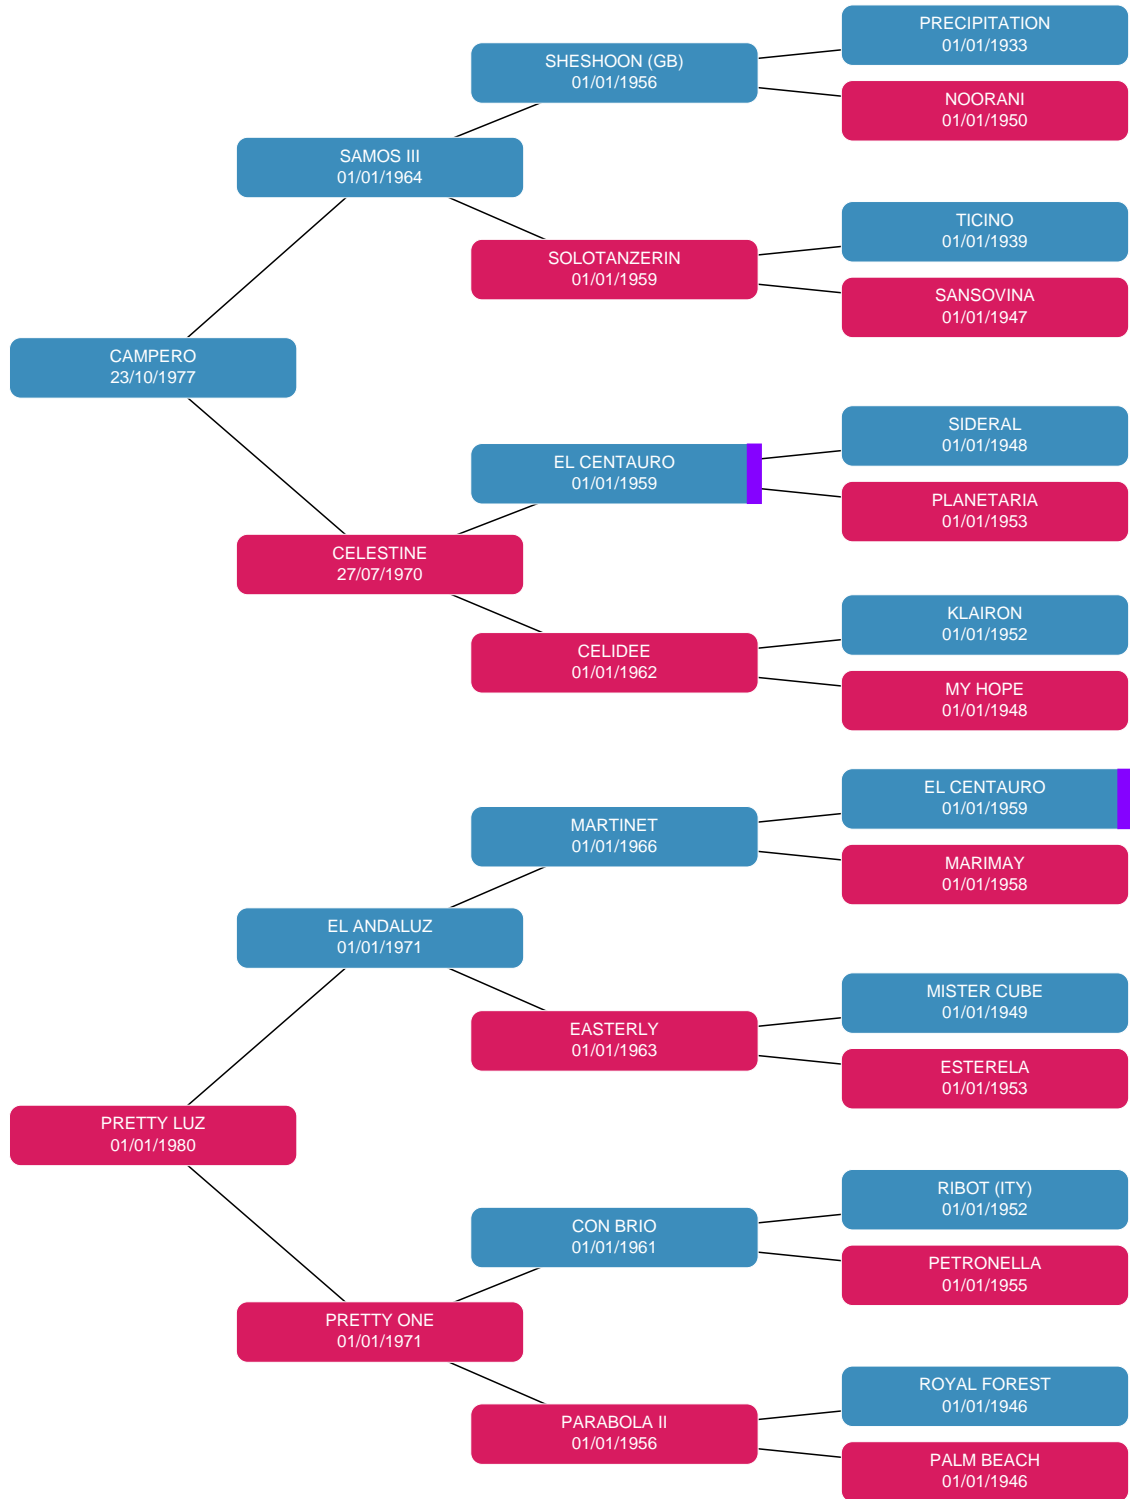 PRECIPITATION
01/01/1933
SHESHOON (GB)
01/01/1956
NOORANI
01/01/1950
SAMOS III
01/01/1964
TICINO
01/01/1939
SOLOTANZERIN
01/01/1959
SANSOVINA
01/01/1947
CAMPERO
23/10/1977
SIDERAL
01/01/1948
EL CENTAURO
01/01/1959
PLANETARIA
01/01/1953
CELESTINE
27/07/1970
KLAIRON
01/01/1952
CELIDEE
01/01/1962
MY HOPE
01/01/1948
EL CENTAURO
01/01/1959
MARTINET
01/01/1966
MARIMAY
01/01/1958
EL ANDALUZ
01/01/1971
MISTER CUBE
01/01/1949
EASTERLY
01/01/1963
ESTERELA
01/01/1953
PRETTY LUZ
01/01/1980
RIBOT (ITY)
01/01/1952
CON BRIO
01/01/1961
PETRONELLA
01/01/1955
PRETTY ONE
01/01/1971
ROYAL FOREST
01/01/1946
PARABOLA II
01/01/1956
PALM BEACH
01/01/1946